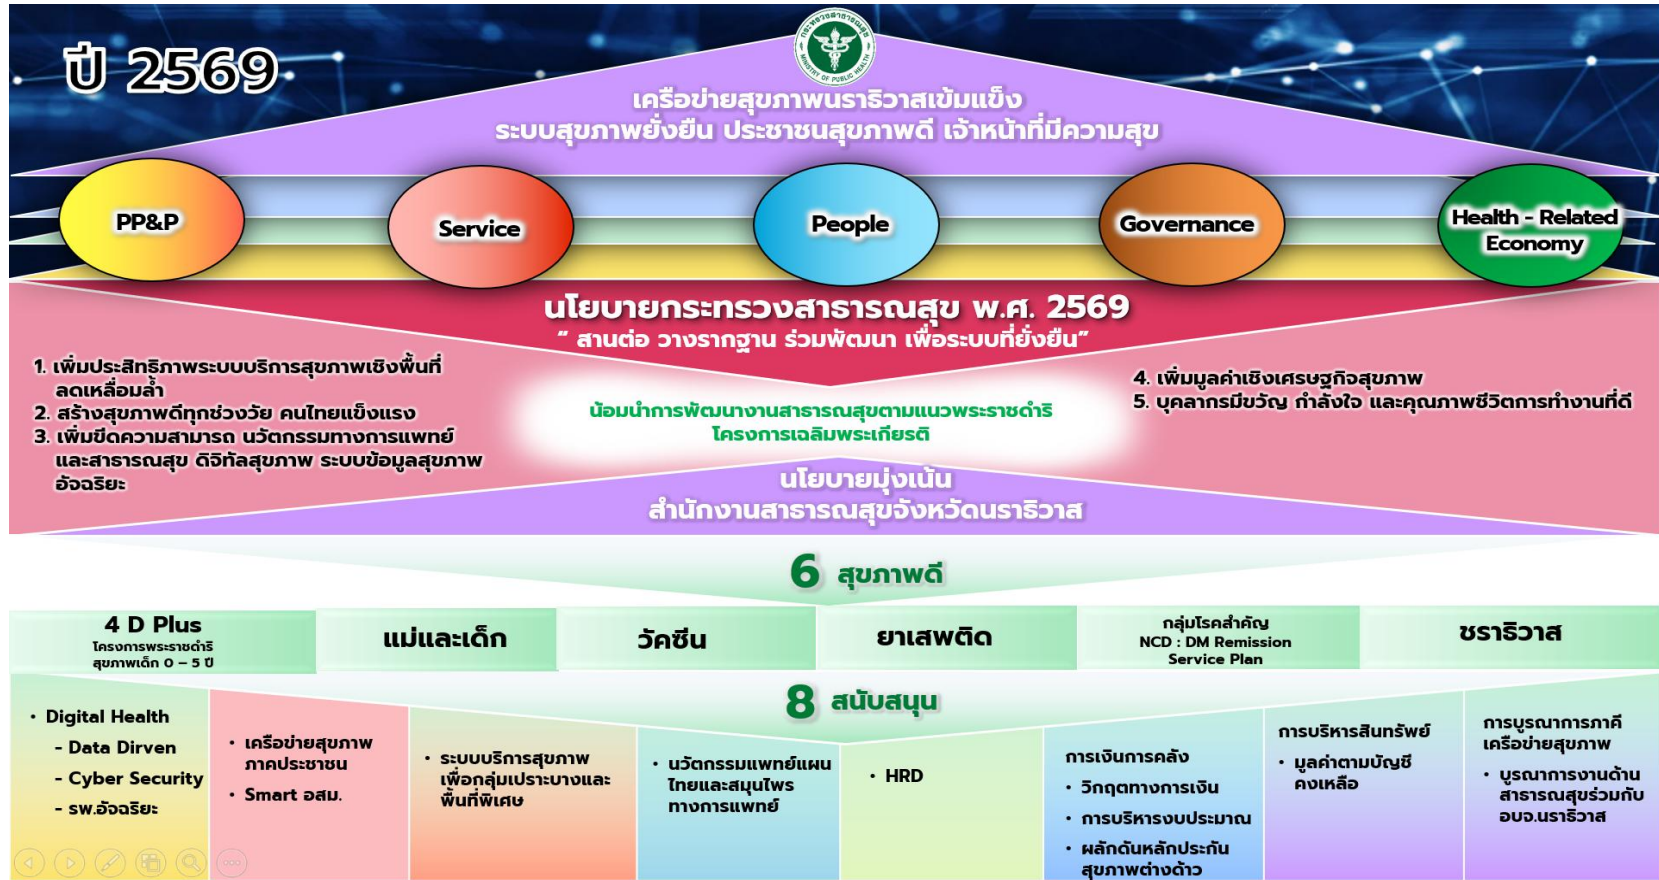 ปี 2569
กระทรวงสาธารณสุข
MINISTRY OF PUBLIC HEALTH
เครือข่ายสุขภาพนราธิวาสเข้มแข็ง
ระบบสุขภาพยั่งยืน ประชาชนสุขภาพดี เจ้าหน้าที่มีความสุข
PP&P
Service
People
Governance
Health - Related
Economy
นโยบายกระทรวงสาธารณสุข พ.ศ. 2569
“ สานต่อ วางรากฐาน ร่วมพัฒนา เพื่อระบบที่ยั่งยืน”
1. เพิ่มประสิทธิภาพระบบบริการสุขภาพเชิงพื้นที่
ลดเหลื่อมล้ำ
2. สร้างสุขภาพดีทุกช่วงวัย คนไทยแข็งแรง
3. เพิ่มขีดความสามารถ นวัตกรรมทางการแพทย์
และสาธารณสุข ดิจิทัลสุขภาพ ระบบข้อมูลสุขภาพ
อัจฉริยะ
4. เพิ่มมูลค่าเชิงเศรษฐกิจสุขภาพ
5. บุคลากรมีขวัญ กำลังใจ และคุณภาพชีวิตการทำงานที่ดี
น้อมนำการพัฒนางานสาธารณสุขตามแนวพระราชดำริ
โครงการเฉลิมพระเกียรติ
นโยบายมุ่งเน้น
สำนักงานสาธารณสุขจังหวัดนราธิวาส
6 สุขภาพดี
4 D Plus
โครงการพระราชดำริ
สุขภาพเด็ก 0 – 5 ปี
แม่และเด็ก
วัคซีน
ยาเสพติด
กลุ่มโรคสำคัญ
NCD : DM Remission
Service Plan
ชราธิวาส
8 สนับสนุน
• Digital Health
- Data Dirven
- Cyber Security
- รพ.อัจฉริยะ
• เครือข่ายสุขภาพ
ภาคประชาชน
• Smart อสม.
• ระบบบริการสุขภาพ
เพื่อกลุ่มเปราะบางและ
พื้นที่พิเศษ
• นวัตกรรมแพทย์แผน
ไทยและสมุนไพร
ทางการแพทย์
• HRD
การเงินการคลัง
• วิกฤตทางการเงิน
• การบริหารงบประมาณ
• ผลักดันหลักประกัน
สุขภาพต่างด้าว
การบริหารสินทรัพย์
• มูลค่าตามบัญชี
คงเหลือ
การบูรณาการภาคี
เครือข่ายสุขภาพ
• บูรณาการงานด้าน
สาธารณสุขร่วมกับ
อบจ.นราธิวาส